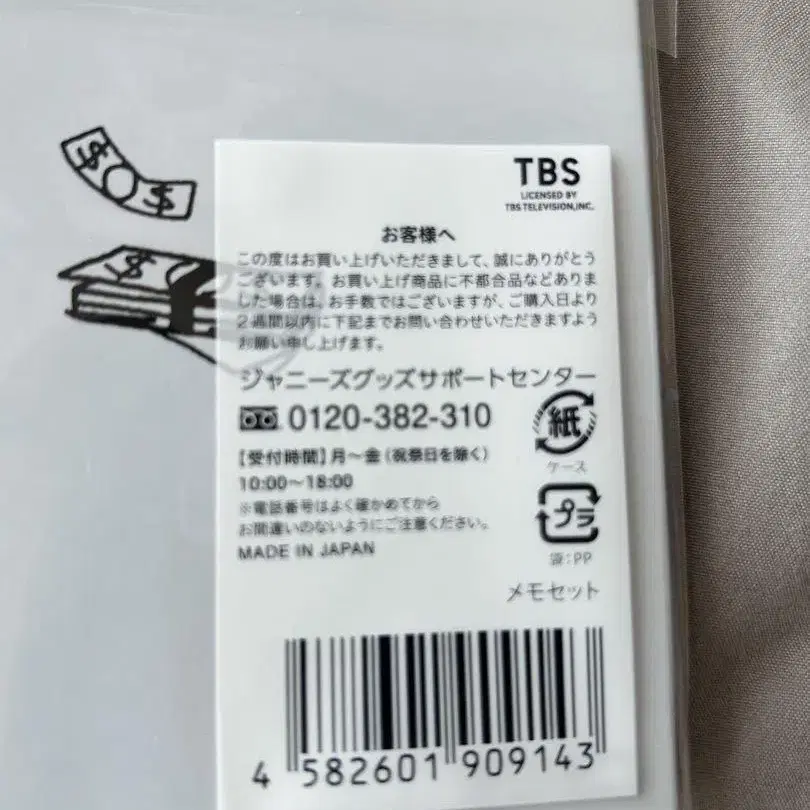 $ $
$
TBS
LICENSED BY
TBS TELEVISION,INC.
お客様へ
この度はお買い上げいただきまして、誠にありがとう
ございます。お買い上げ商品に不都合品などありま
した場合は、お手数ではございますが、ご購入日より
2週間以内に下記までお問い合わせいただきますよう
お願い申し上げます。
ジャニーズグッズサポートセンター
0120-382-310
【受付時間】月〜金（祝祭日を除く）
10:00〜18:00
※電話番号はよく確かめてから
お間違いのないようにご注意ください。
MADE IN JAPAN
紙
ケース
プラ
袋:PP
メモセット
4 582601 909143